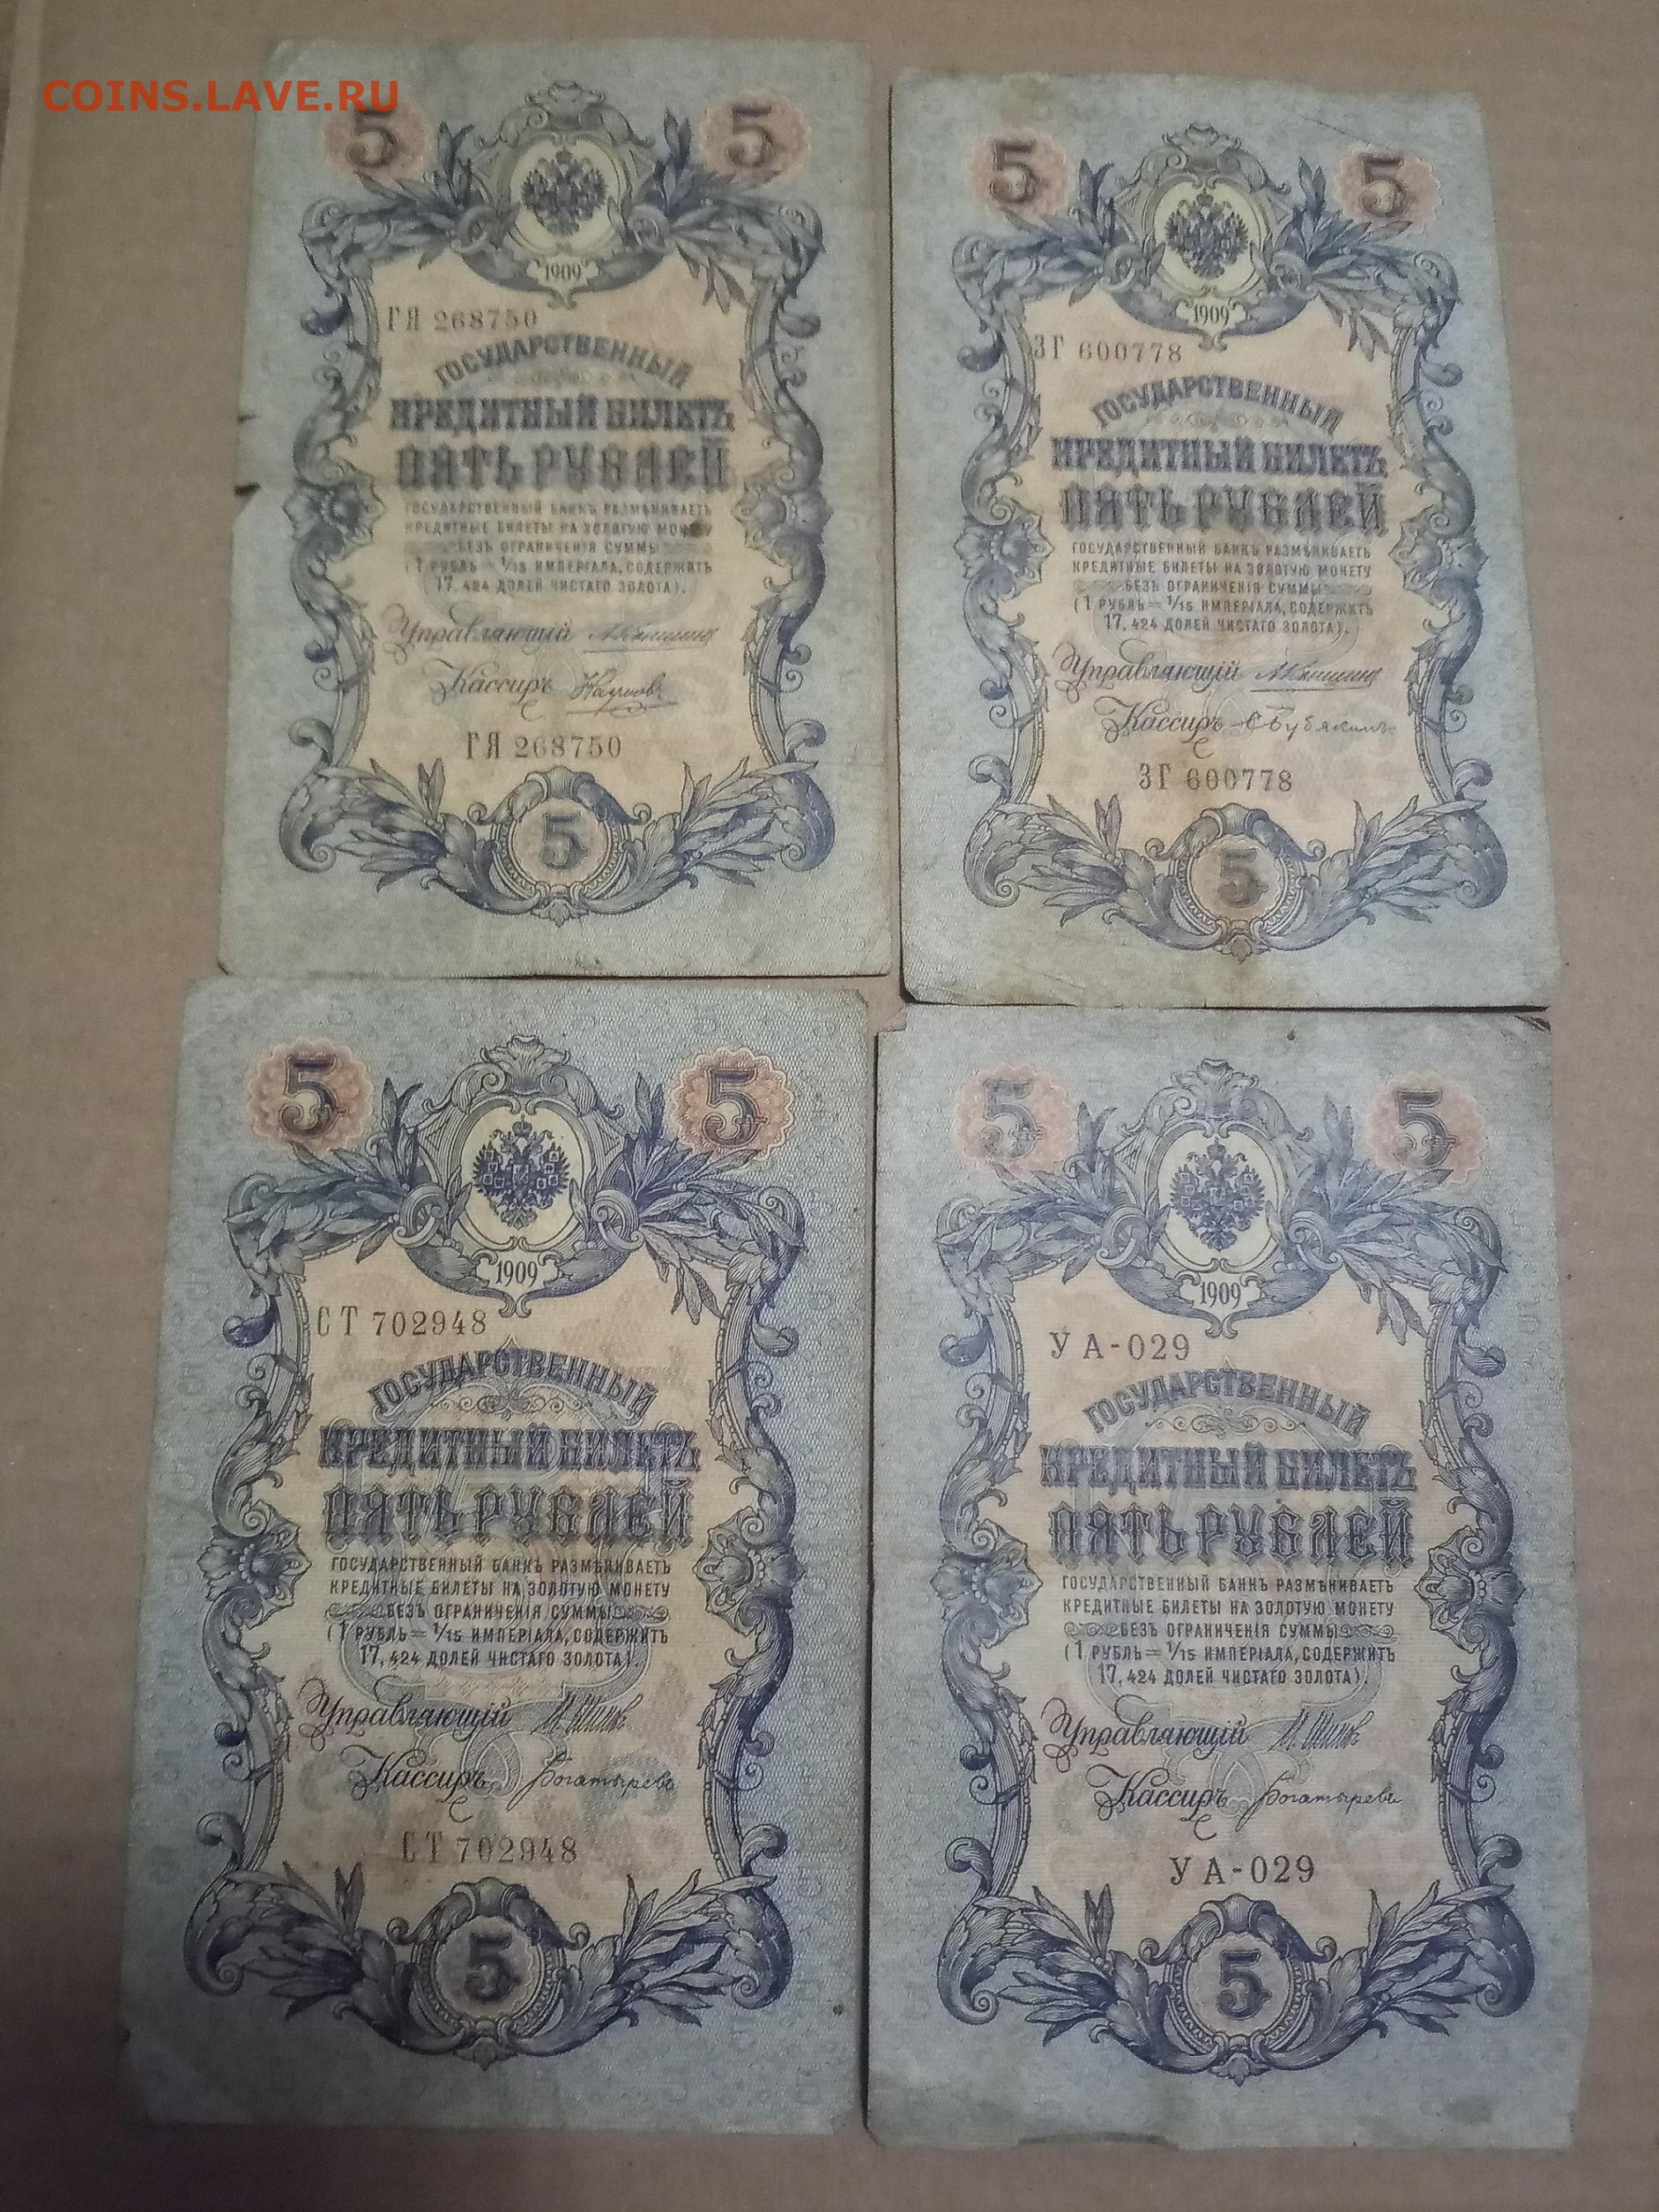 COINS.LAVE.RU
5 5
1909
ГЯ 268750
ГОСУДАРСТВЕННЫЙ
КРЕДИТНЫЙ БИЛЕТЪ
ПЯТЬ РУБЛЕЙ
ГОСУДАРСТВЕННЫЙ БАНКЪ РАЗМѢНИВАЕТЪ
КРЕДИТНЫЕ БИЛЕТЫ НА ЗОЛОТУЮ МОНЕТУ
БЕЗЪ ОГРАНИЧЕНІЯ СУММЫ
(1 РУБЛЬ = 1/15 ИМПЕРІАЛА, СОДЕРЖИТЪ
17,424 ДОЛЕЙ ЧИСТАГО ЗОЛОТА).
Управляющій
Кассиръ Наумовъ
ГЯ 268750
5
5 5
1909
ЗГ 600778
ГОСУДАРСТВЕННЫЙ
КРЕДИТНЫЙ БИЛЕТЪ
ПЯТЬ РУБЛЕЙ
ГОСУДАРСТВЕННЫЙ БАНКЪ РАЗМѢНИВАЕТЪ
КРЕДИТНЫЕ БИЛЕТЫ НА ЗОЛОТУЮ МОНЕТУ
БЕЗЪ ОГРАНИЧЕНІЯ СУММЫ
(1 РУБЛЬ = 1/15 ИМПЕРІАЛА, СОДЕРЖИТЪ
17,424 ДОЛЕЙ ЧИСТАГО ЗОЛОТА).
Управляющій
Кассиръ СБубякинъ
ЗГ 600778
5
5 5
1909
СТ 702948
ГОСУДАРСТВЕННЫЙ
КРЕДИТНЫЙ БИЛЕТЪ
ПЯТЬ РУБЛЕЙ
ГОСУДАРСТВЕННЫЙ БАНКЪ РАЗМѢНИВАЕТЪ
КРЕДИТНЫЕ БИЛЕТЫ НА ЗОЛОТУЮ МОНЕТУ
БЕЗЪ ОГРАНИЧЕНІЯ СУММЫ
(1 РУБЛЬ = 1/15 ИМПЕРІАЛА, СОДЕРЖИТЪ
17,424 ДОЛЕЙ ЧИСТАГО ЗОЛОТА).
Управляющій И.Шиповъ
Кассиръ Богатыревъ
СТ 702948
5
5 5
1909
УА-029
ГОСУДАРСТВЕННЫЙ
КРЕДИТНЫЙ БИЛЕТЪ
ПЯТЬ РУБЛЕЙ
ГОСУДАРСТВЕННЫЙ БАНКЪ РАЗМѢНИВАЕТЪ
КРЕДИТНЫЕ БИЛЕТЫ НА ЗОЛОТУЮ МОНЕТУ
БЕЗЪ ОГРАНИЧЕНІЯ СУММЫ
(1 РУБЛЬ = 1/15 ИМПЕРІАЛА, СОДЕРЖИТЪ
17,424 ДОЛЕЙ ЧИСТАГО ЗОЛОТА).
Управляющій И.Шиповъ
Кассиръ Богатыревъ
УА-029
5